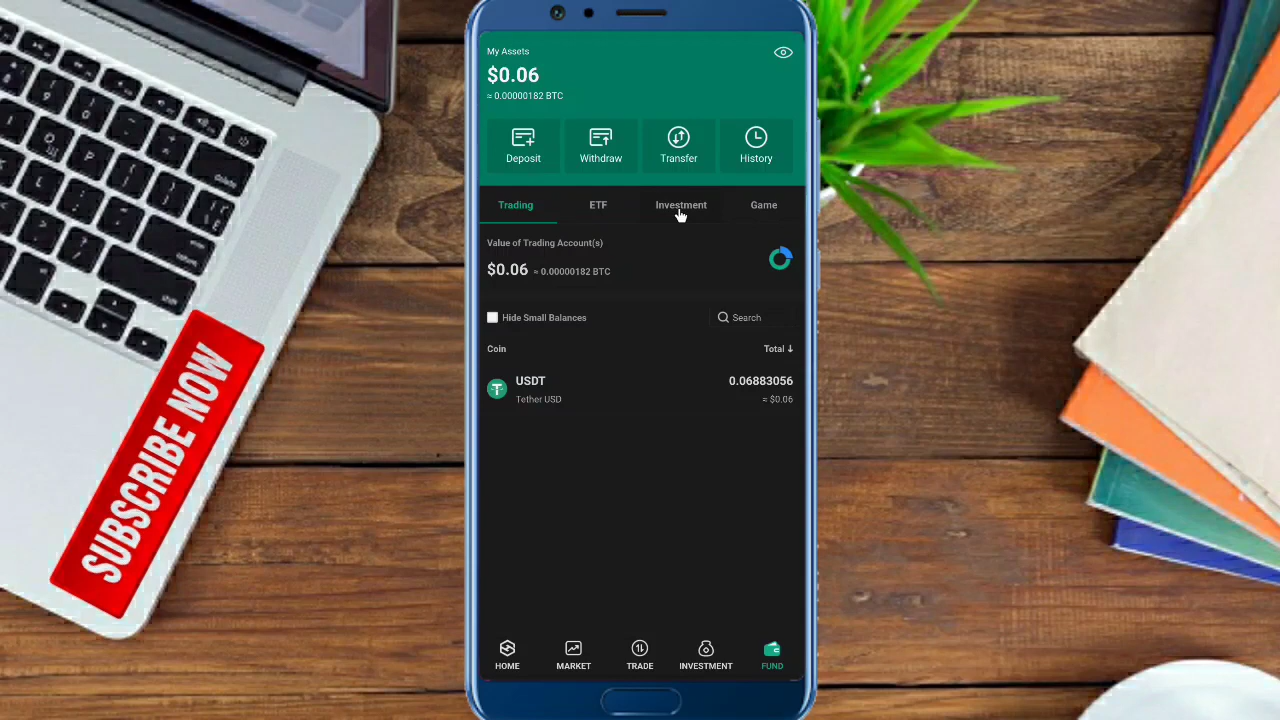 My Assets
$0.06
≈ 0.00000182 BTC
Deposit
Withdraw
Transfer
History
Trading
ETF
Investment
Game
Value of Trading Account(s)
$0.06 ≈ 0.00000182 BTC
Hide Small Balances
Search
Coin
Total ↓
USDT
0.06883056
Tether USD
≈ $0.06
HOME
MARKET
TRADE
INVESTMENT
FUND
SUBSCRIBE NOW